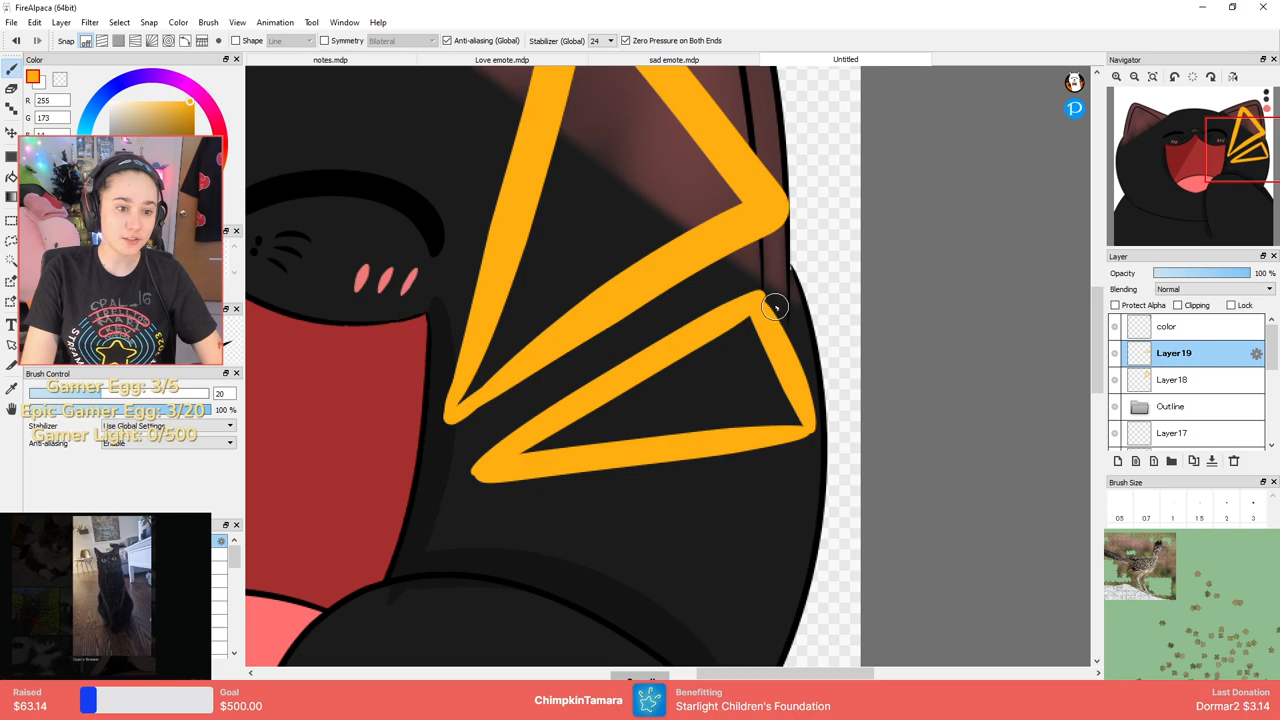 FireAlpaca (64bit)
File Edit Layer Filter Select Snap Color Brush View Animation Tool Window Help
Snap off Shape Line Symmetry Bilateral Anti-aliasing (Global) Stabilizer (Global) 24 Zero Pressure on Both Ends
Color
notes.mdp Love emote.mdp sad emote.mdp Untitled
Navigator
R 255
G 173
Layer
Opacity 100 %
Blending Normal
Protect Alpha Clipping Lock
color
Layer19
Layer18
Outline
Layer17
Brush Control
20
100 %
Stabilizer Use Global Settings
Anti-aliasing Enable
Gamer Egg: 3/5
Epic Gamer Egg: 3/20
Gamer Light: 0/500
Brush Size
0.5 0.7 1 1.5 2 3
Raised
$63.14
Goal
$500.00
ChimpkinTamara
Benefitting
Starlight Children's Foundation
Last Donation
Dormar2 $3.14